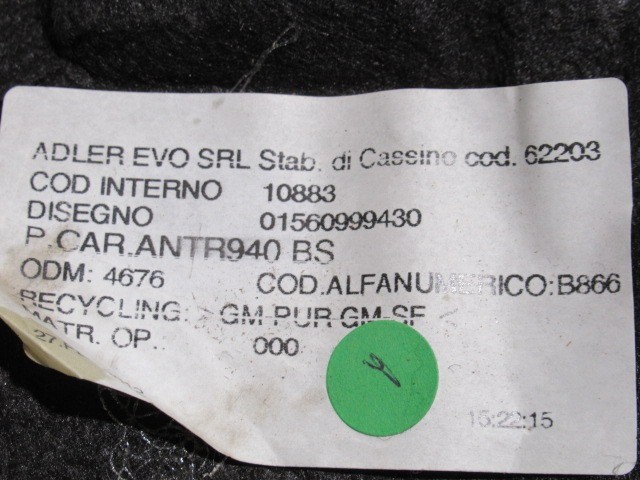 ADLER EVO SRL Stab. di Cassino cod. 62203
COD INTERNO 10883
DISEGNO 01560999430
P.CAR.ANTR940 BS
ODM: 4676 COD.ALFANUMERICO:B866
RECYCLING: GM-PUR GM-SF
MATR. OP.: 000
15:22:15